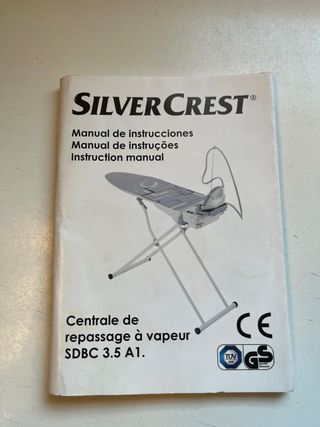 SILVERCREST®
Manual de instrucciones
Manual de instruções
Instruction manual
Centrale de
repassage à vapeur
SDBC 3.5 A1.
CE
TÜV
GS